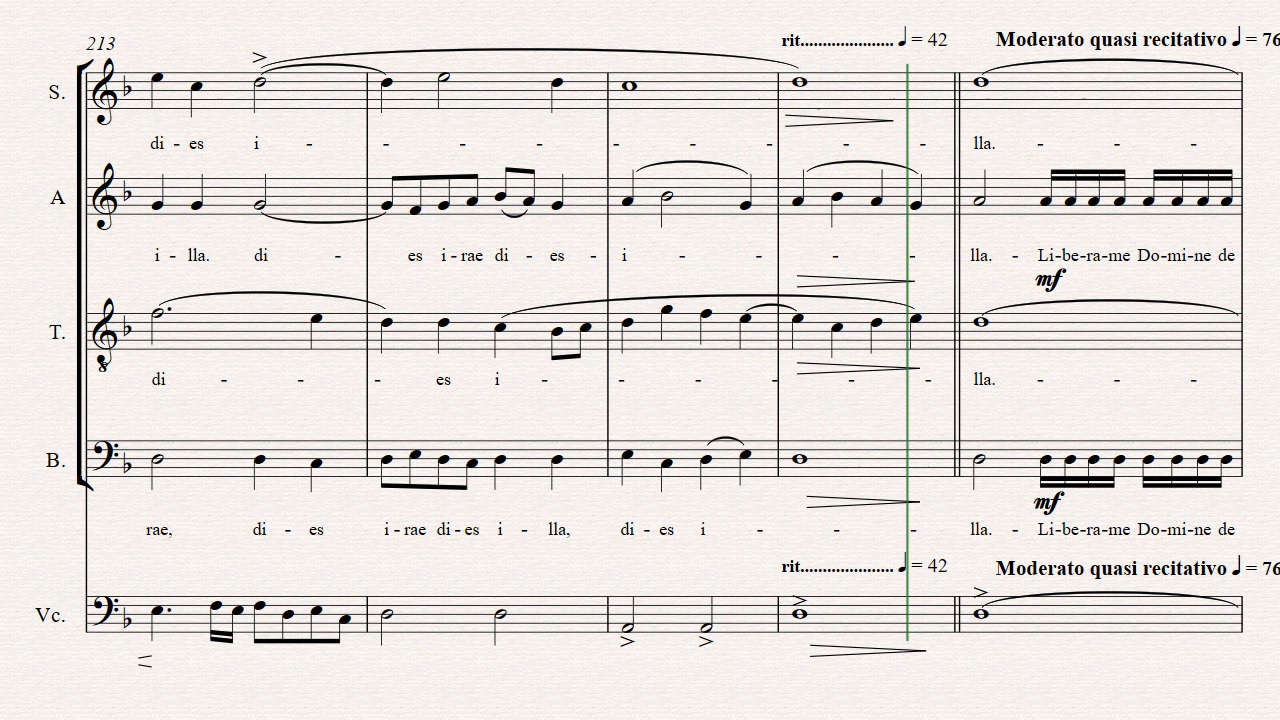 213
rit..................... ♩ = 42 Moderato quasi recitativo ♩ = 76
S.
di - es i - - - - - - - - - lla. - - -
A
i - lla. di - es i - rae di - es - i - - - - lla. - Li-be-ra-me Do-mi-ne de
mf
T.
8
di - - - es i - - - - - - lla. - - -
B.
mf
rae, di - es i - rae di - es i - lla, di - es i - - - lla. - Li-be-ra-me Do-mi-ne de
rit..................... ♩ = 42 Moderato quasi recitativo ♩ = 76
Vc.